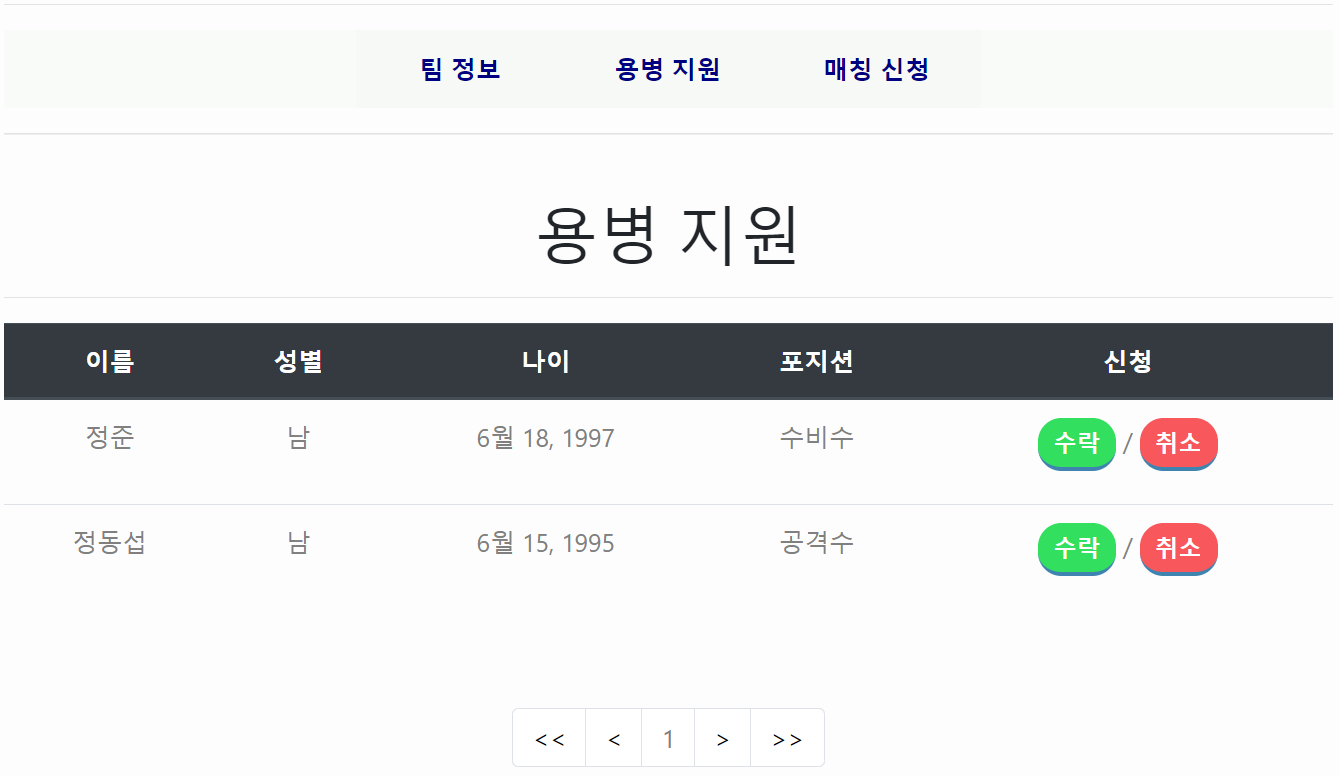 팀 정보 용병 지원 매칭 신청
용병 지원
이름 성별 나이 포지션 신청
정준 남 6월 18, 1997 수비수 수락 / 취소
정동섭 남 6월 15, 1995 공격수 수락 / 취소
<< < 1 > >>